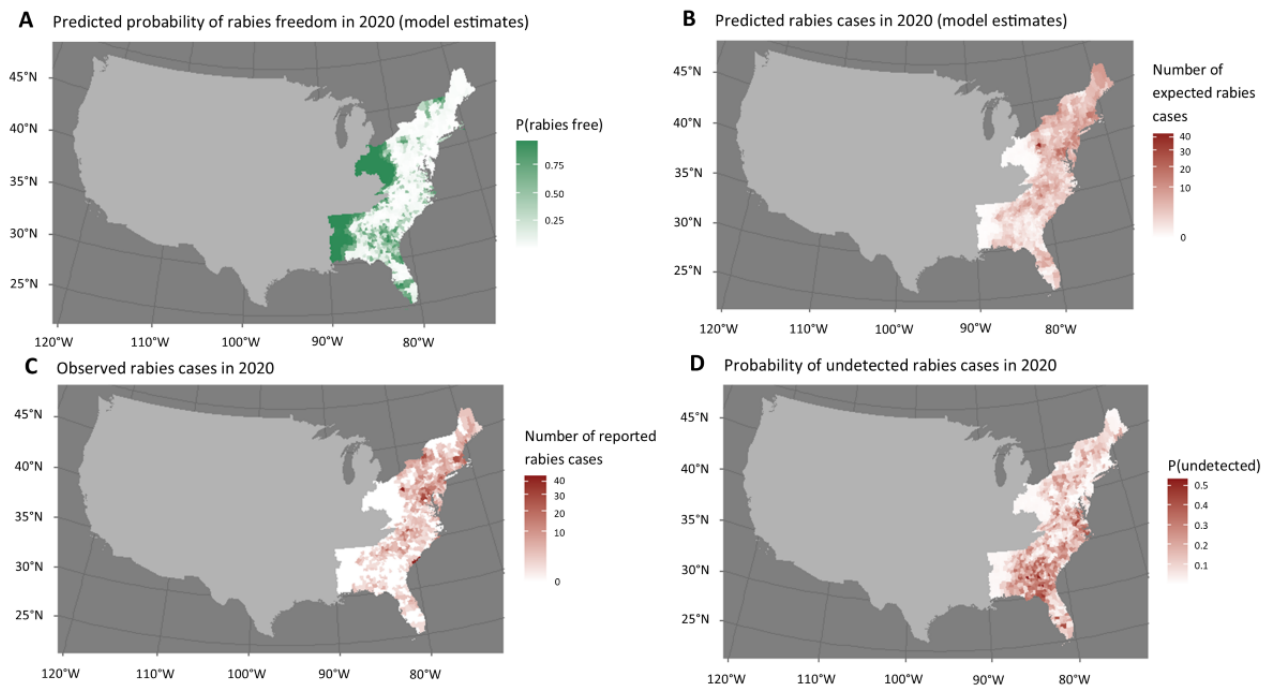 A Predicted probability of rabies freedom in 2020 (model estimates)
45°N
40°N
35°N
30°N
25°N
120°W 110°W 100°W 90°W 80°W
P(rabies free)
0.75
0.50
0.25
B Predicted rabies cases in 2020 (model estimates)
45°N
40°N
35°N
30°N
25°N
120°W 110°W 100°W 90°W 80°W
Number of
expected rabies
cases
40
30
20
10
0
C Observed rabies cases in 2020
45°N
40°N
35°N
30°N
25°N
120°W 110°W 100°W 90°W 80°W
Number of reported
rabies cases
40
30
20
10
0
D Probability of undetected rabies cases in 2020
45°N
40°N
35°N
30°N
25°N
120°W 110°W 100°W 90°W 80°W
P(undetected)
0.5
0.4
0.3
0.2
0.1